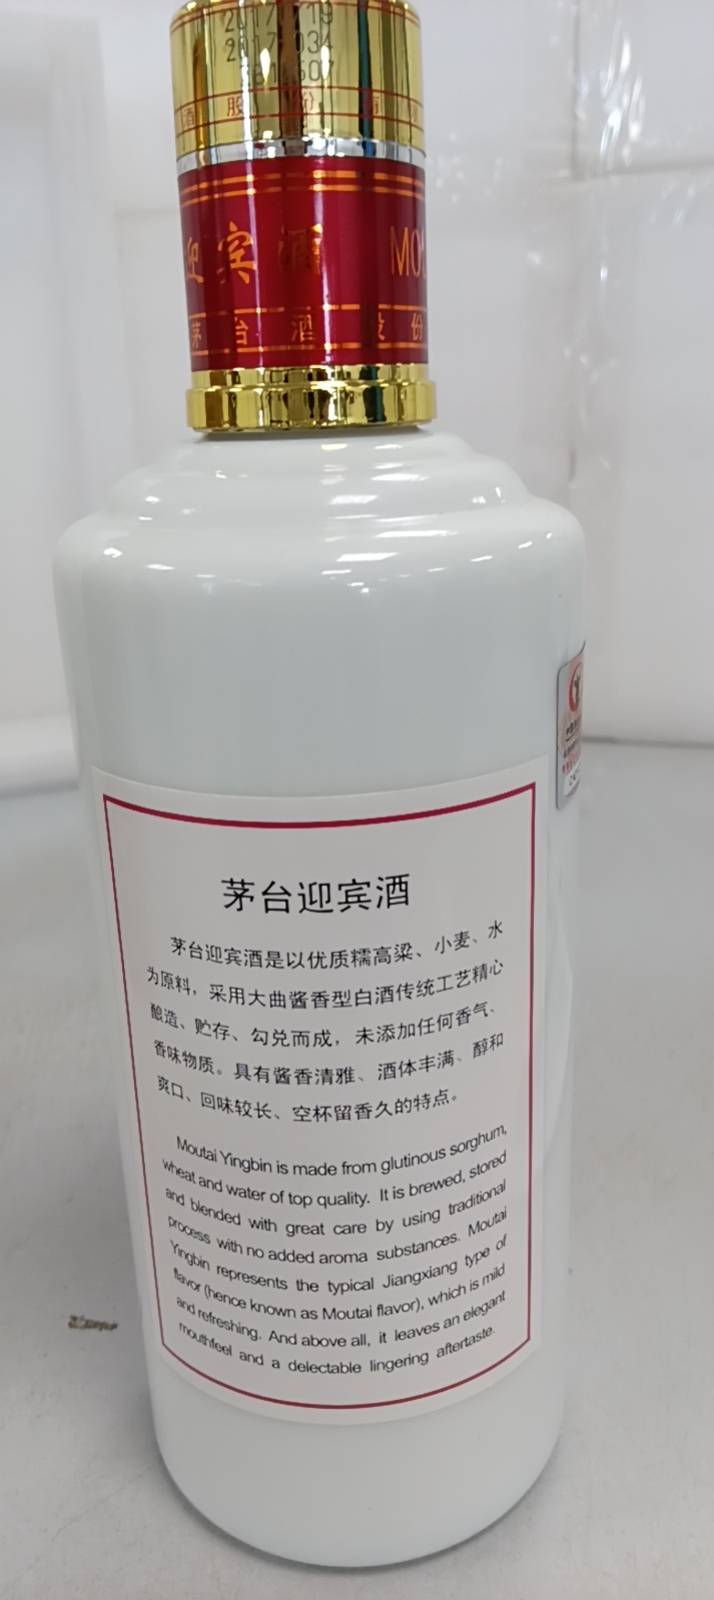 酒 股 份
迎宾酒 MOU
茅台酒股份
茅台迎宾酒
茅台迎宾酒是以优质糯高粱、小麦、水
为原料，采用大曲酱香型白酒传统工艺精心
酿造、贮存、勾兑而成，未添加任何香气、
香味物质。具有酱香清雅、酒体丰满、醇和
爽口、回味较长、空杯留香久的特点。
Moutai Yingbin is made from glutinous sorghum,
wheat and water of top quality. It is brewed, stored
and blended with great care by using traditional
process with no added aroma substances. Moutai
Yingbin represents the typical Jiangxiang type of
flavor (hence known as Moutai flavor), which is mild
and refreshing. And above all, it leaves an elegant
mouthfeel and a delectable lingering aftertaste.